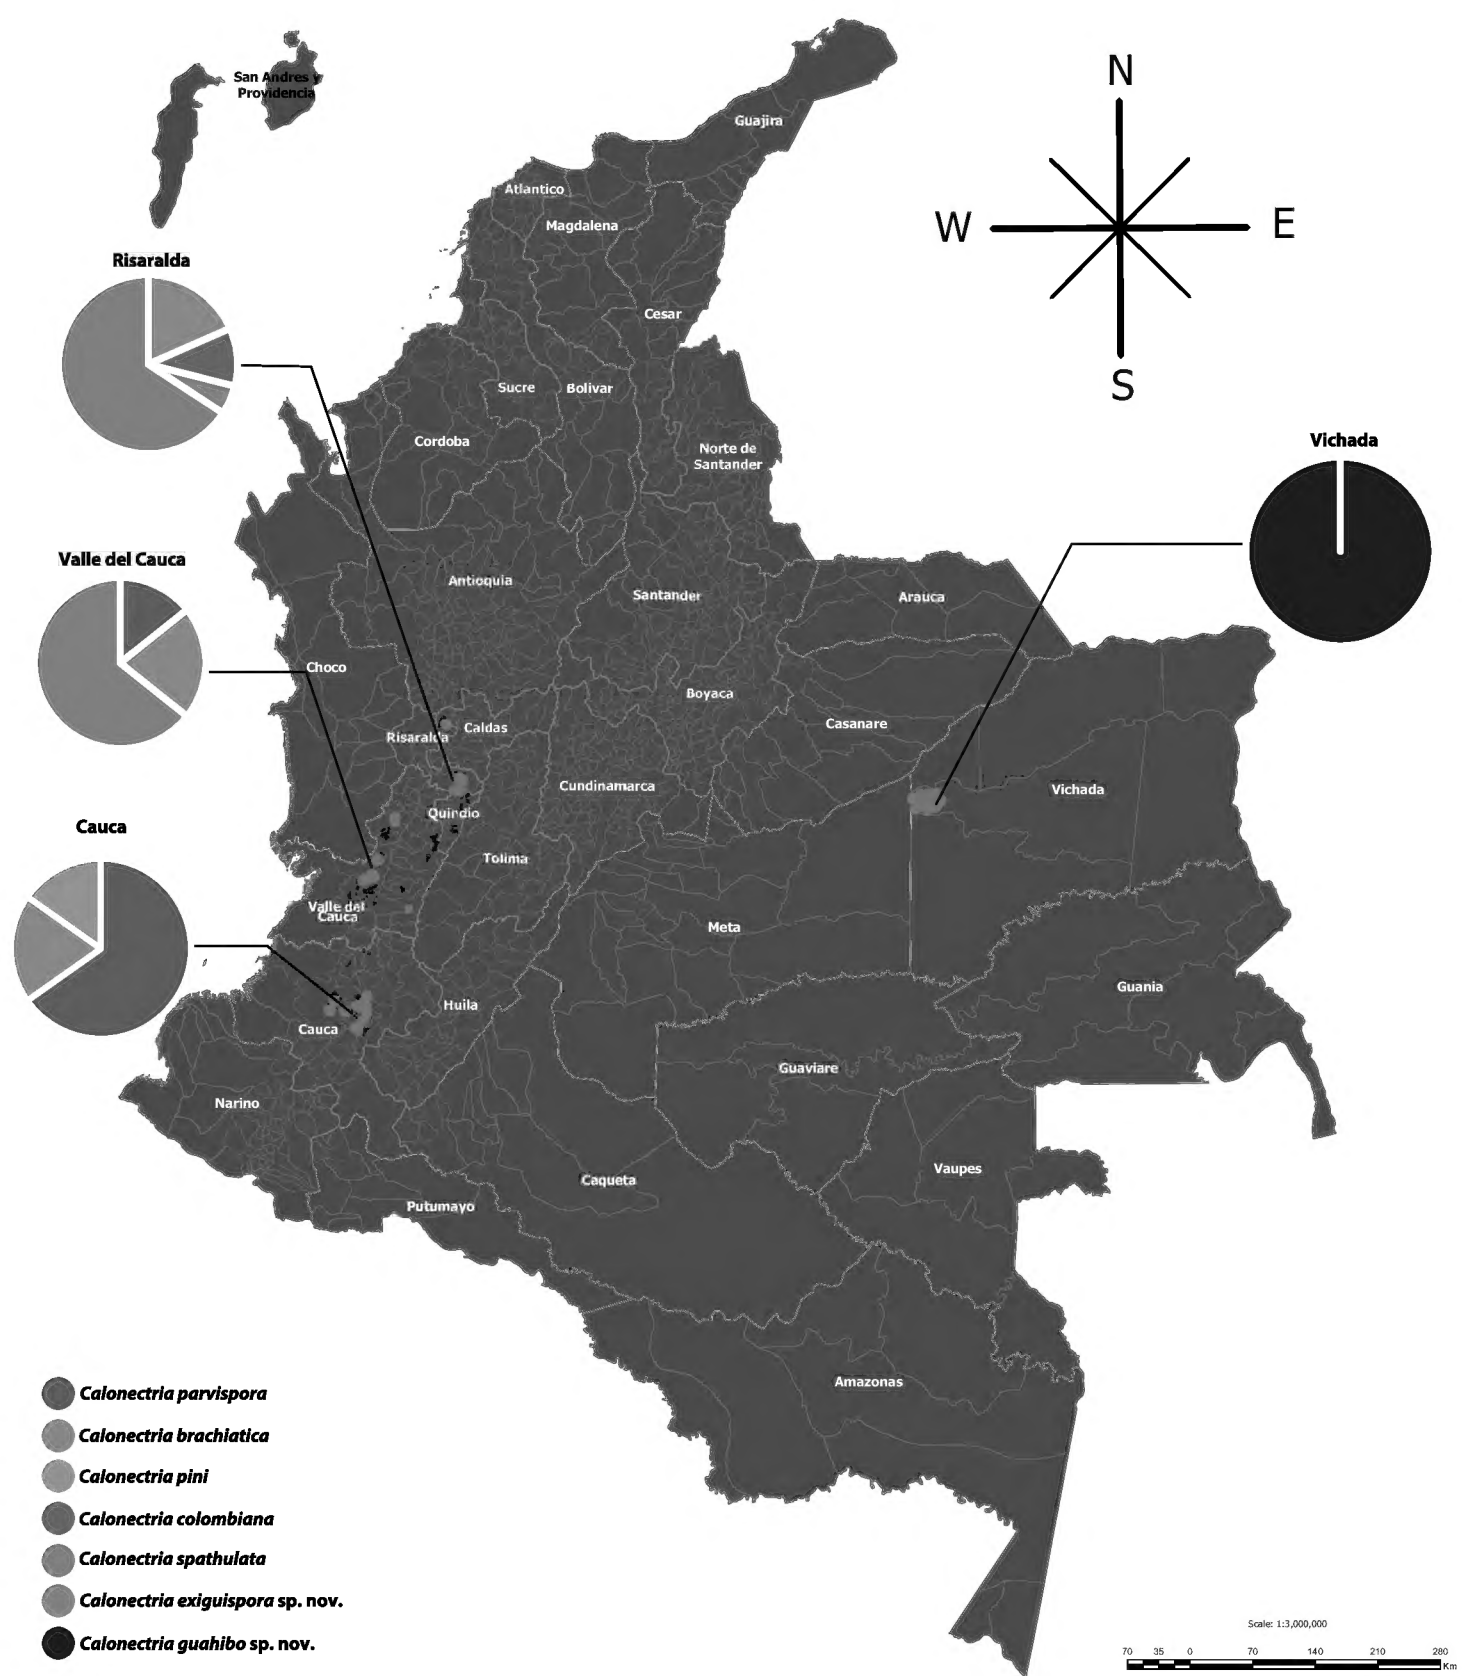 San Andres y
Providencia
Guajira
N
W
E
S
Atlantico
Magdalena
Risaralda
Cesar
Sucre
Bolivar
Cordoba
Norte de
Santander
Vichada
Valle del Cauca
Antioquia
Santander
Arauca
Choco
Boyaca
Casanare
Risaralda
Caldas
Cundinamarca
Vichada
Quindio
Cauca
Tolima
Valle del
Cauca
Meta
Guania
Huila
Cauca
Guaviare
Narino
Vaupes
Caqueta
Putumayo
Amazonas
Calonectria parvispora
Calonectria brachiatica
Calonectria pini
Calonectria colombiana
Calonectria spathulata
Calonectria exiguispora sp. nov.
Calonectria guahibo sp. nov.
Scale: 1:3,000,000
70 35 0 70 140 210 280
Km